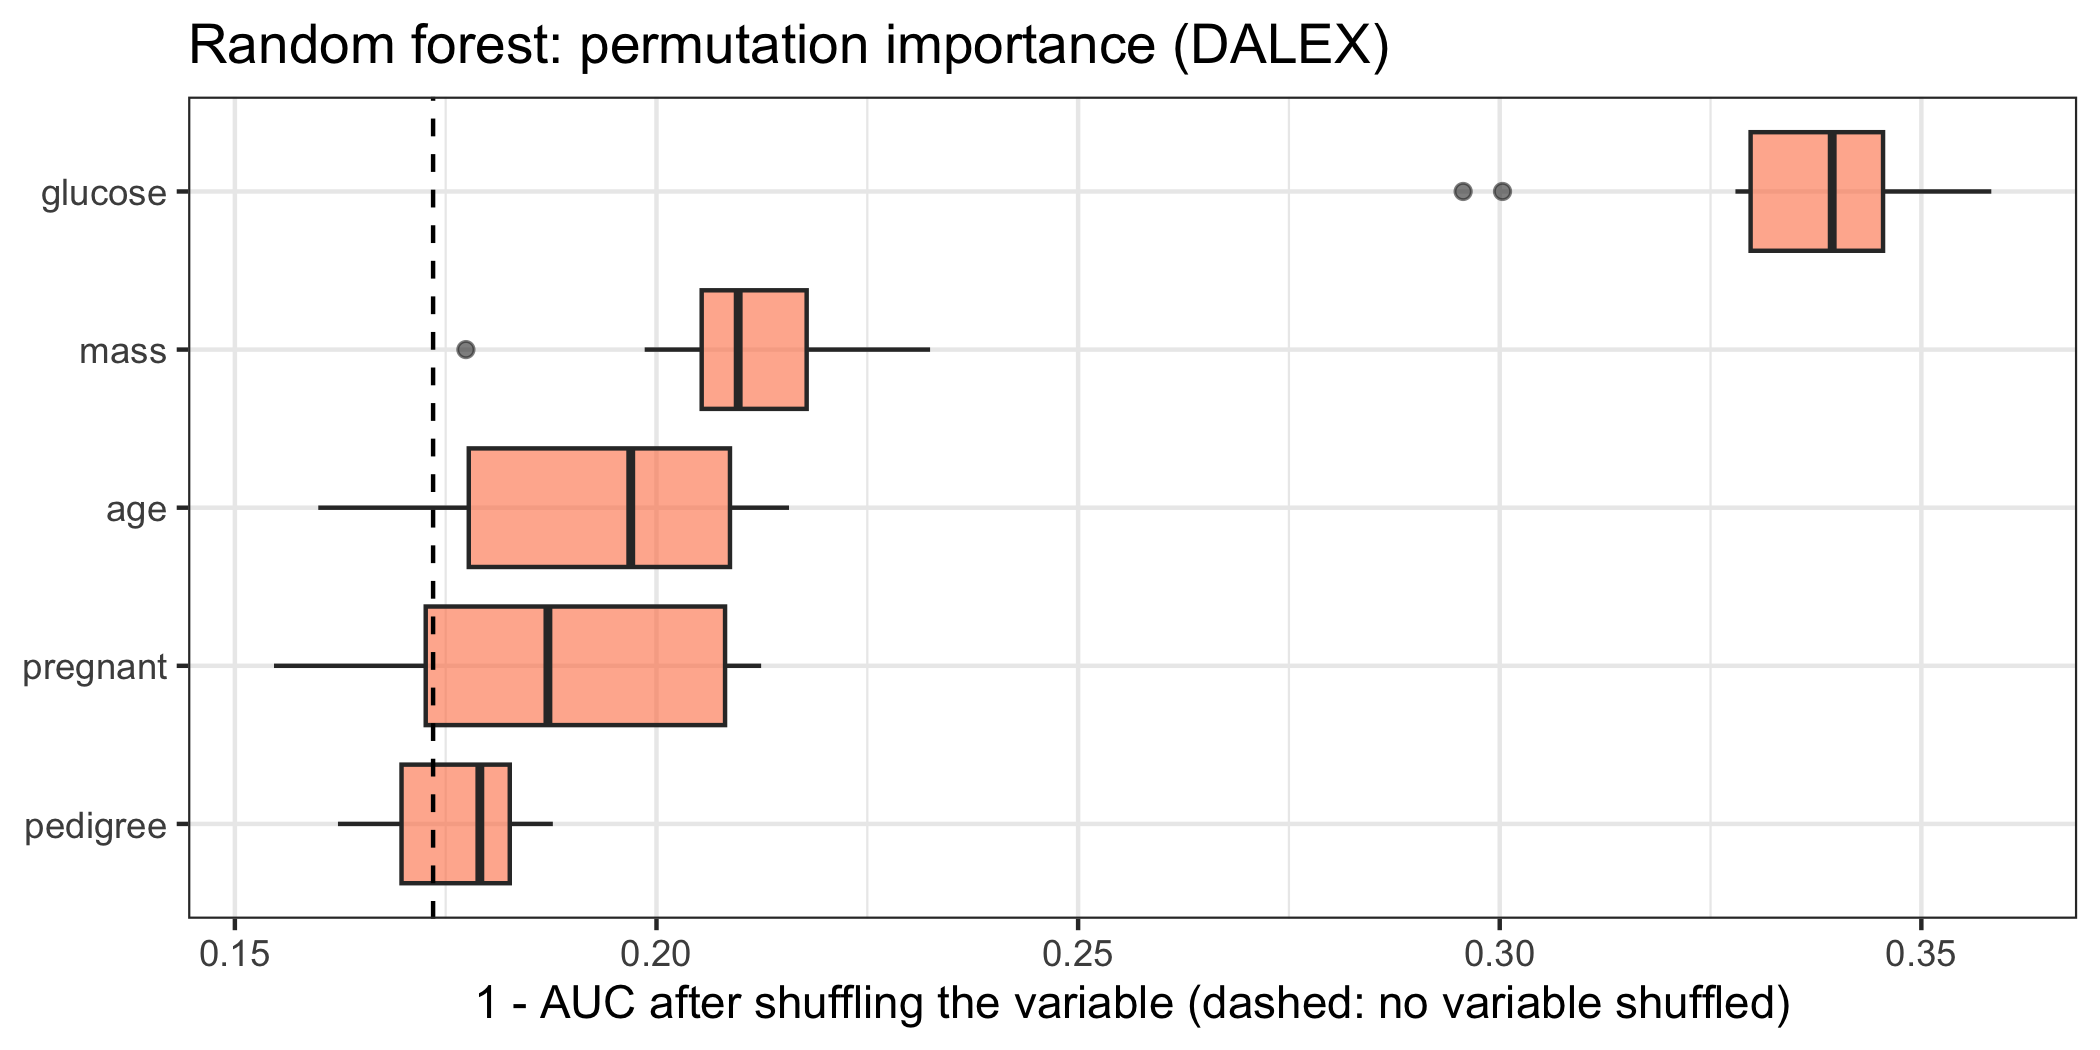 Random forest: permutation importance (DALEX)
glucose
mass
age
pregnant
pedigree
0.15 0.20 0.25 0.30 0.35
1 - AUC after shuffling the variable (dashed: no variable shuffled)